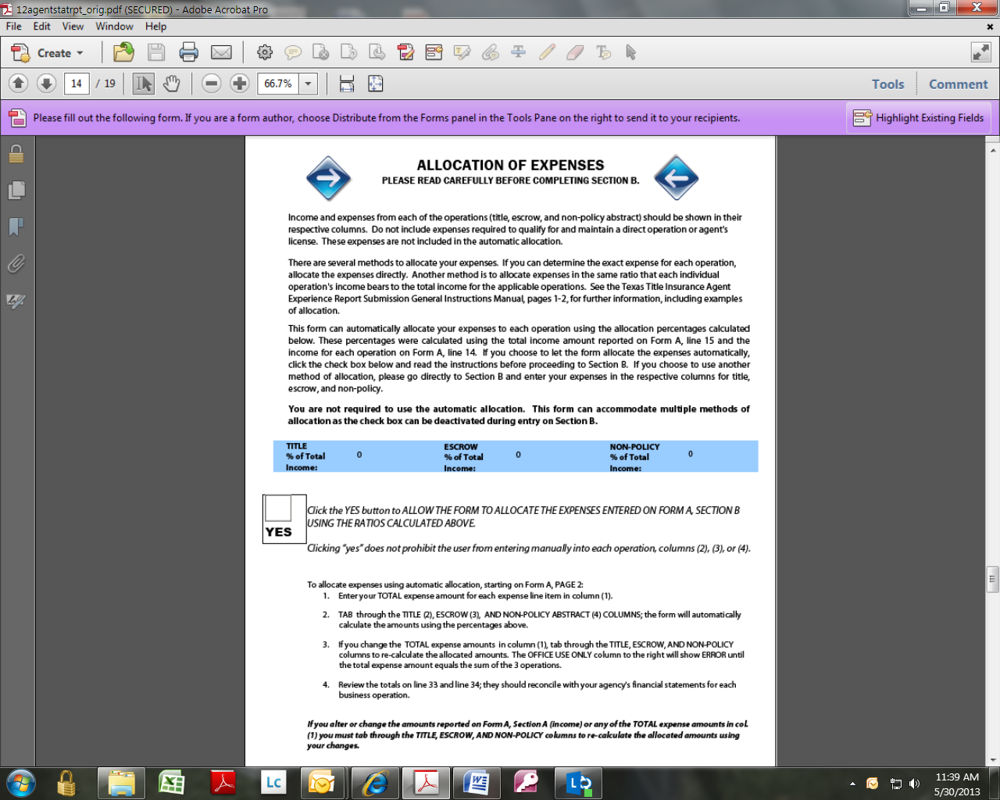 12agentstatrpt_orig.pdf (SECURED) - Adobe Acrobat Pro
File Edit View Window Help
Create
14 / 19 66.7% Tools Comment
Please fill out the following form. If you are a form author, choose Distribute from the Forms panel in the Tools Pane on the right to send it to your recipients. Highlight Existing Fields
ALLOCATION OF EXPENSES
PLEASE READ CAREFULLY BEFORE COMPLETING SECTION B.
Income and expenses from each of the operations (title, escrow, and non-policy abstract) should be shown in their
respective columns. Do not include expenses required to qualify for and maintain a direct operation or agent's
license. These expenses are not included in the automatic allocation.
There are several methods to allocate your expenses. If you can determine the exact expense for each operation,
allocate the expenses directly. Another method is to allocate expenses in the same ratio that each individual
operation's income bears to the total income for the applicable operations. See the Texas Title Insurance Agent
Experience Report Submission General Instructions Manual, pages 1-2, for further information, including examples
of allocation.
This form can automatically allocate your expenses to each operation using the allocation percentages calculated
below. These percentages were calculated using the total income amount reported on Form A, line 15 and the
income for each operation on Form A, line 14. If you choose to let the form allocate the expenses automatically,
click the check box below and read the instructions before proceeding to Section B. If you choose to use another
method of allocation, please go directly to Section B and enter your expenses in the respective columns for title,
escrow, and non-policy.
You are not required to use the automatic allocation. This form can accommodate multiple methods of
allocation as the check box can be deactivated during entry on Section B.
TITLE ESCROW NON-POLICY
% of Total 0 % of Total 0 % of Total 0
Income: Income: Income:
Click the YES button to ALLOW THE FORM TO ALLOCATE THE EXPENSES ENTERED ON FORM A, SECTION B
USING THE RATIOS CALCULATED ABOVE.
YES
Clicking "yes" does not prohibit the user from entering manually into each operation, columns (2), (3), or (4).
To allocate expenses using automatic allocation, starting on Form A, PAGE 2:
1. Enter your TOTAL expense amount for each expense line item in column (1).
2. TAB through the TITLE (2), ESCROW (3), AND NON-POLICY ABSTRACT (4) COLUMNS; the form will automatically
calculate the amounts using the percentages above.
3. If you change the TOTAL expense amounts in column (1), tab through the TITLE, ESCROW, AND NON-POLICY
columns to re-calculate the allocated amounts. The OFFICE USE ONLY column to the right will show ERROR until
the total expense amount equals the sum of the 3 operations.
4. Review the totals on line 33 and line 34; they should reconcile with your agency's financial statements for each
business operation.
If you alter or change the amounts reported on Form A, Section A (income) or any of the TOTAL expense amounts in col.
(1) you must tab through the TITLE, ESCROW, AND NON-POLICY columns to re-calculate the allocated amounts using
your changes.
Lc
11:39 AM
5/30/2013